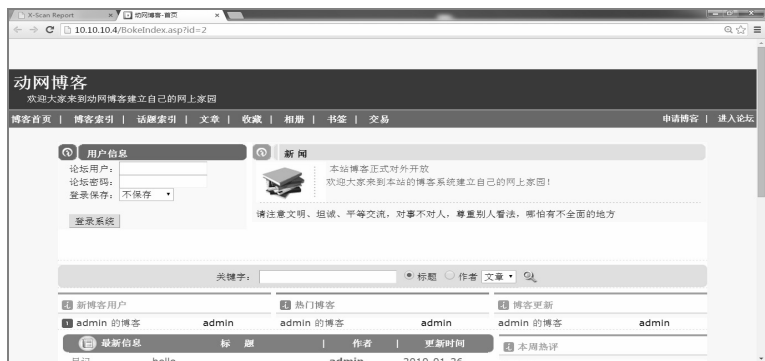 X-Scan Report 动网博客-首页
10.10.10.4/BokeIndex.asp?id=2
动网博客
欢迎大家来到动网博客建立自己的网上家园
博客首页 | 博客索引 | 话题索引 | 文章 | 收藏 | 相册 | 书签 | 交易 申请博客 | 进入论坛
用户信息 新闻
论坛用户： 本站博客正式对外开放
论坛密码： 欢迎大家来到本站的博客系统建立自己的网上家园！
登录保存： 不保存
请注意文明、坦诚、平等交流，对事不对人，尊重别人看法，哪怕有不全面的地方
登录系统
关键字： 标题 作者 文章
新博客用户 热门博客 博客更新
1 admin 的博客 admin admin 的博客 admin admin 的博客 admin
最新信息 标 题 | 作者 | 更新时间 本周热评
日记 hello admin 2010-01-26